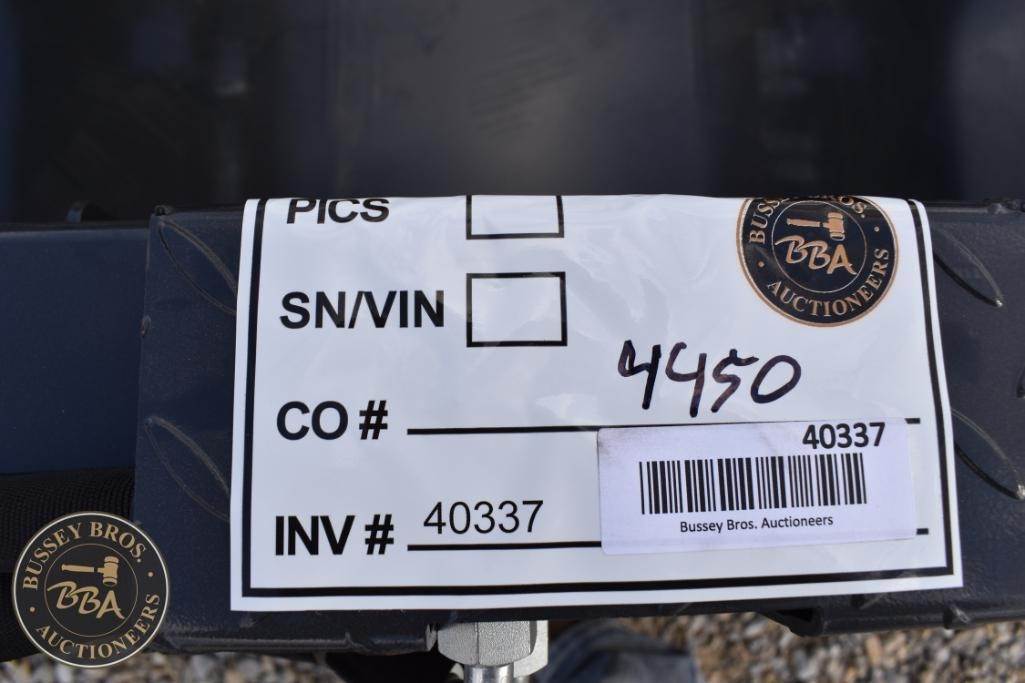 PICS
BUSSEY BROS.
BBA
AUCTIONEERS
SN/VIN
4450
CO #
40337
Bussey Bros. Auctioneers
INV # 40337
BUSSEY BROS.
BBA
AUCTIONEERS